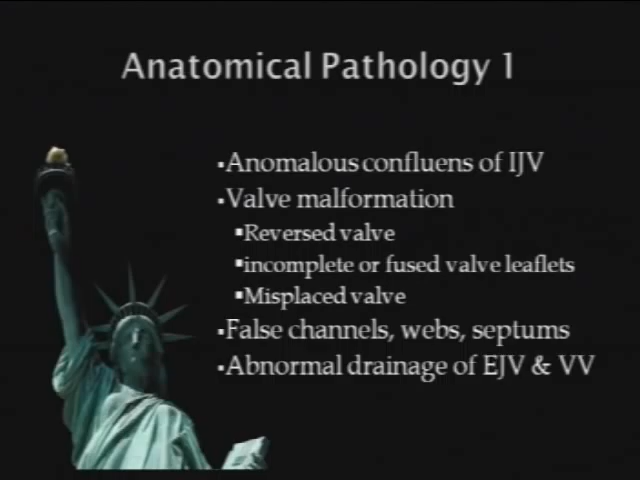 Anatomical Pathology 1
▪Anomalous confluens of IJV
▪Valve malformation
▪Reversed valve
▪incomplete or fused valve leaflets
▪Misplaced valve
▪False channels, webs, septums
▪Abnormal drainage of EJV & VV